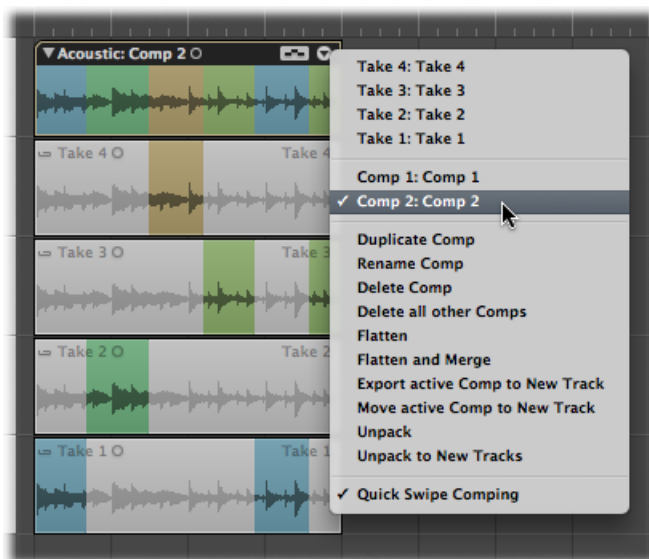 Acoustic: Comp 2
Take 4 Take 4
Take 3 Take 3
Take 2 Take 2
Take 1 Take 1
Take 4: Take 4
Take 3: Take 3
Take 2: Take 2
Take 1: Take 1
Comp 1: Comp 1
✓ Comp 2: Comp 2
Duplicate Comp
Rename Comp
Delete Comp
Delete all other Comps
Flatten
Flatten and Merge
Export active Comp to New Track
Move active Comp to New Track
Unpack
Unpack to New Tracks
✓ Quick Swipe Comping